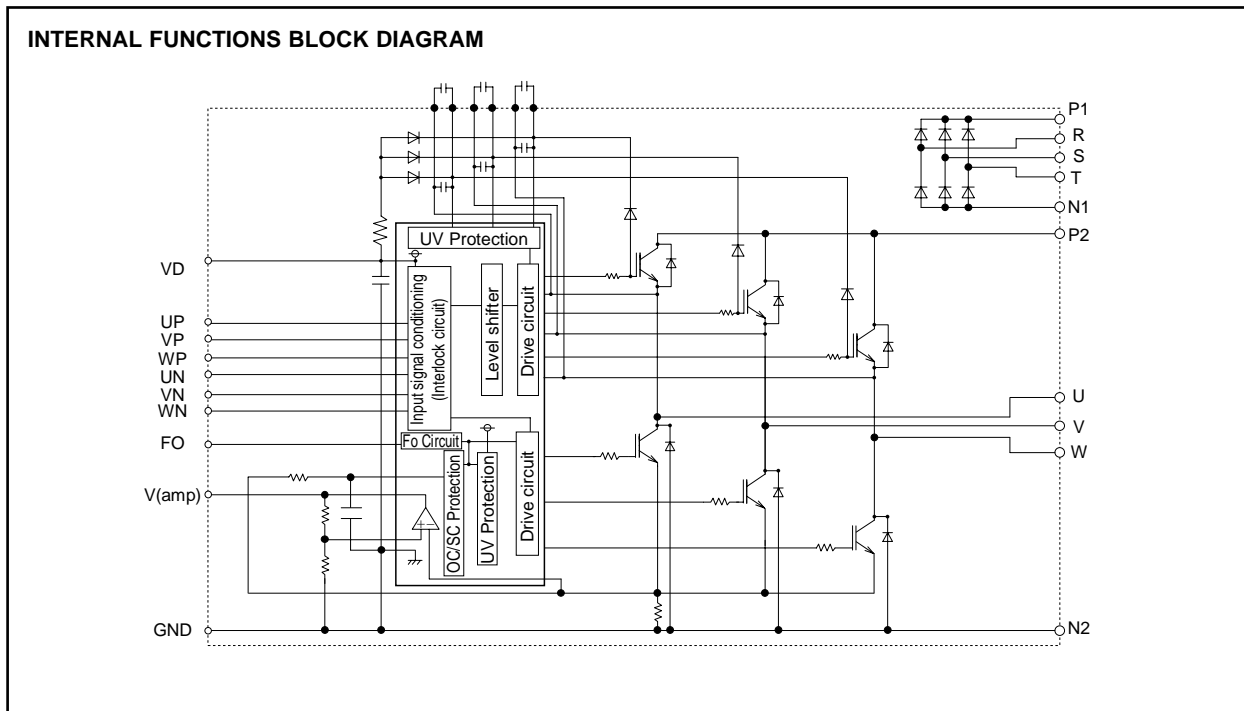 INTERNAL FUNCTIONS BLOCK DIAGRAM
P1
R
S
T
N1
P2
UV Protection
VD
Input signal conditioning
(Interlock circuit)
Level shifter
Drive circuit
UP
VP
WP
UN
VN
WN
U
V
W
FO
Fo Circuit
OC/SC Protection
UV Protection
Drive circuit
V(amp)
+ −
GND
N2